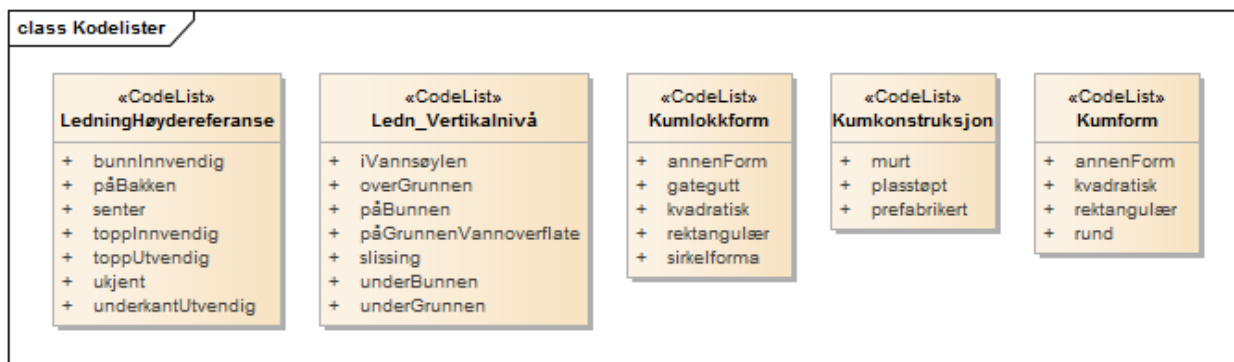 class Kodelister
«CodeList»
LedningHøydereferanse
+ bunnInnvendig
+ påBakken
+ senter
+ toppInnvendig
+ toppUtvendig
+ ukjent
+ underkantUtvendig
«CodeList»
Ledn_Vertikalnivå
+ iVannsøylen
+ overGrunnen
+ påBunnen
+ påGrunnenVannoverflate
+ slissing
+ underBunnen
+ underGrunnen
«CodeList»
Kumlokkform
+ annenForm
+ gategutt
+ kvadratisk
+ rektangulær
+ sirkelforma
«CodeList»
Kumkonstruksjon
+ murt
+ plasstøpt
+ prefabrikert
«CodeList»
Kumform
+ annenForm
+ kvadratisk
+ rektangulær
+ rund